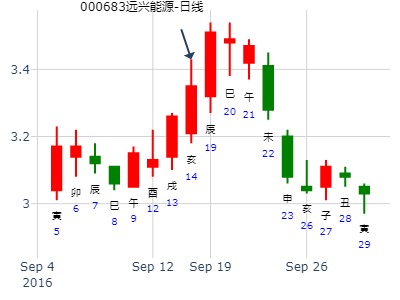 000683远兴能源-日线
3.4
3.2
3
寅
5
卯
6
辰
7
巳
8
午
9
酉
12
戌
13
亥
14
辰
19
巳
20
午
21
未
22
申
23
亥
26
子
27
丑
28
寅
29
Sep 4
2016
Sep 12
Sep 19
Sep 26